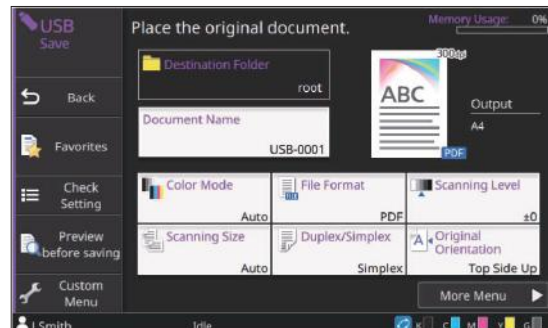 USB
Save
Place the original document.
Memory Usage: 0%
Destination Folder
root
Document Name
USB-0001
300dpi
ABC
PDF
Output
A4
Back
Favorites
Check
Setting
Preview
before saving
Custom
Menu
Color Mode
Auto
File Format
PDF
Scanning Level
±0
Scanning Size
Auto
Duplex/Simplex
Simplex
A
Original
Orientation
Top Side Up
More Menu
J.Smith
Idle
K C M Y G